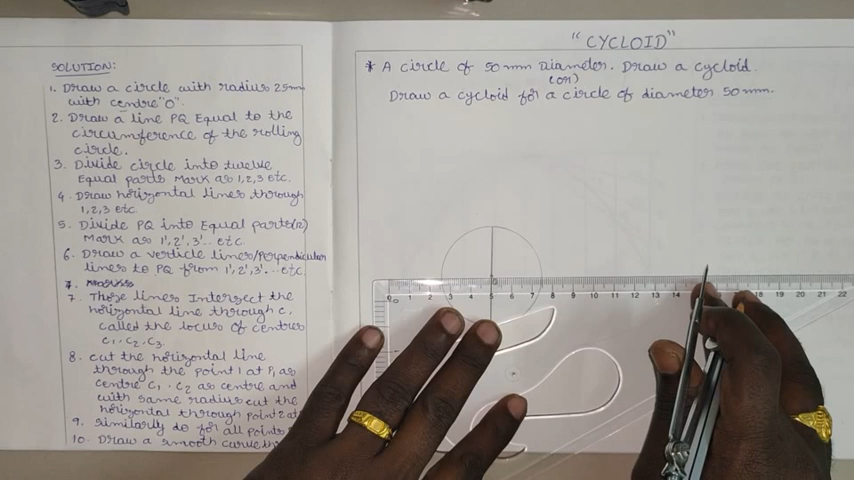 SOLUTION:
1. Draw a circle with radius 25mm
with centre "O".
2. Draw a line PQ Equal to the
circumference of the rolling
circle.
3. Divide circle into twelve
Equal parts Mark as 1,2,3 etc.
4. Draw horizontal lines through
1,2,3 etc.
5. Divide PQ into Equal parts(12)
Mark as 1', 2', 3'.. etc.
6. Draw a verticle lines/Perpendicular
lines to PQ from 1', 2', 3'...etc.
7. These lines Intersect the
horizontal line through c,
called the locus of centres
C1, C2, C3.
8. cut the horizontal line
through the point 1 at P1 as
centre C1. C2 as centre and
with same radius cut the
horizontal through point 2 at
9. similarly do for all points
10. Draw a smooth curve
"CYCLOID"
* A circle of 50mm Diameter. Draw a cycloid.
(or)
Draw a cycloid for a circle of diameter 50mm.
0 1 2 3 4 5 6 7 8 9 10 11 12 13 14 18 19 20 21 22